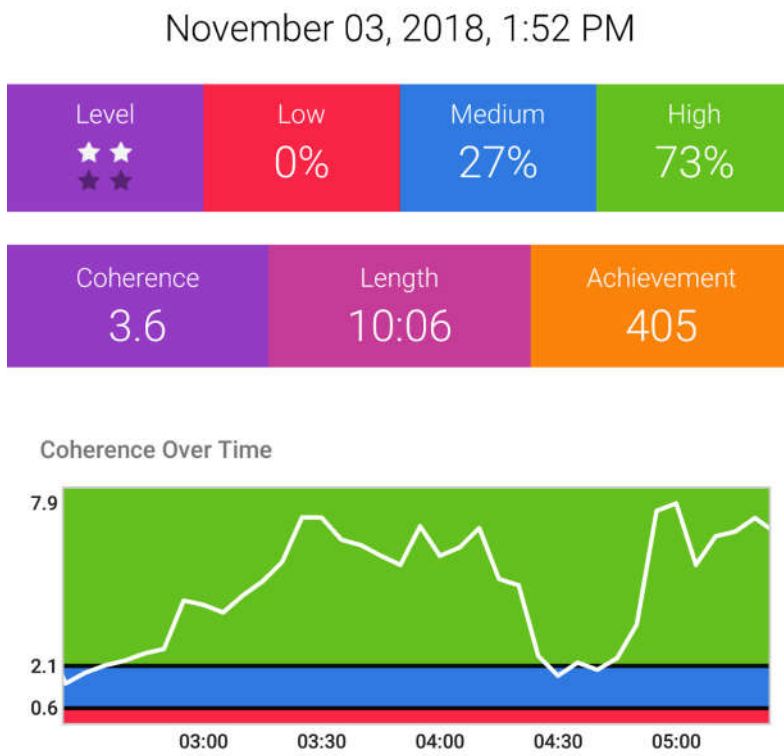 November 03, 2018, 1:52 PM
Level Low Medium High
0% 27% 73%
Coherence Length Achievement
3.6 10:06 405
Coherence Over Time
7.9
2.1
0.6
03:00 03:30 04:00 04:30 05:00